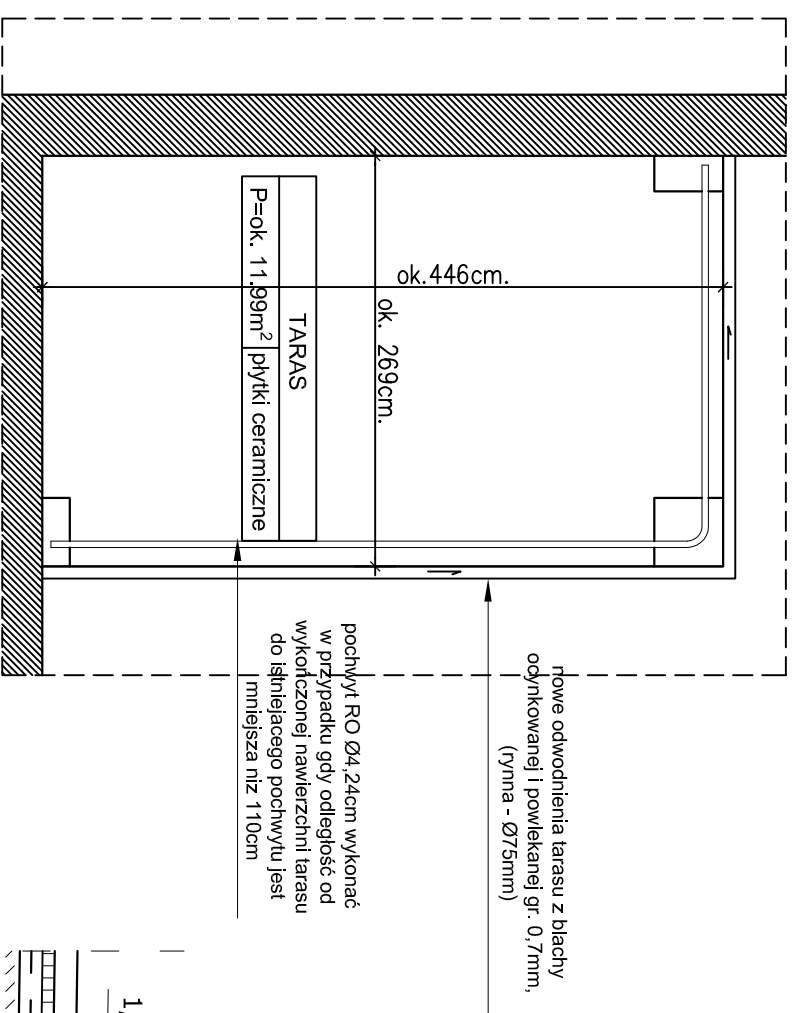 ok.446cm.
ok. 269cm.
TARAS
P=ok. 11.99m² płytki ceramiczne
nowe odwodnienia tarasu z blachy
ocynkowanej i powlekanej gr. 0,7mm,
(rynna - Ø75mm)
pochwyt RO Ø4,24cm wykonać
w przypadku gdy odległość od
wykończonej nawierzchni tarasu
do istniejacego pochwytu jest
mniejsza niz 110cm